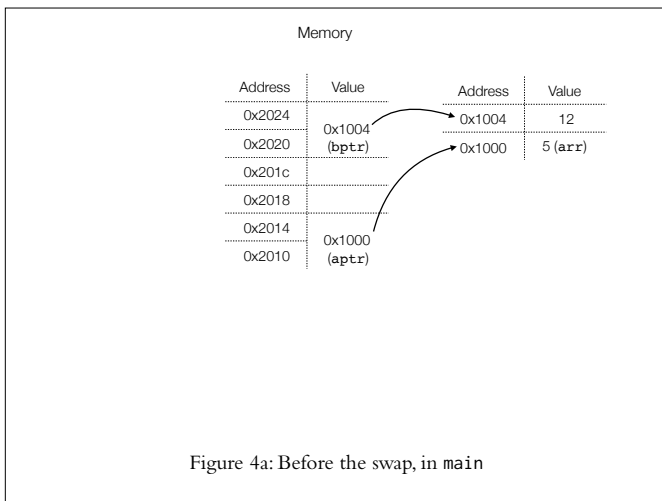 Memory
Address Value
0x2024
0x1004
(bptr)
0x2020
0x201c
0x2018
0x2014
0x1000
(aptr)
0x2010
Address Value
0x1004 12
0x1000 5 (arr)
Figure 4a: Before the swap, in main